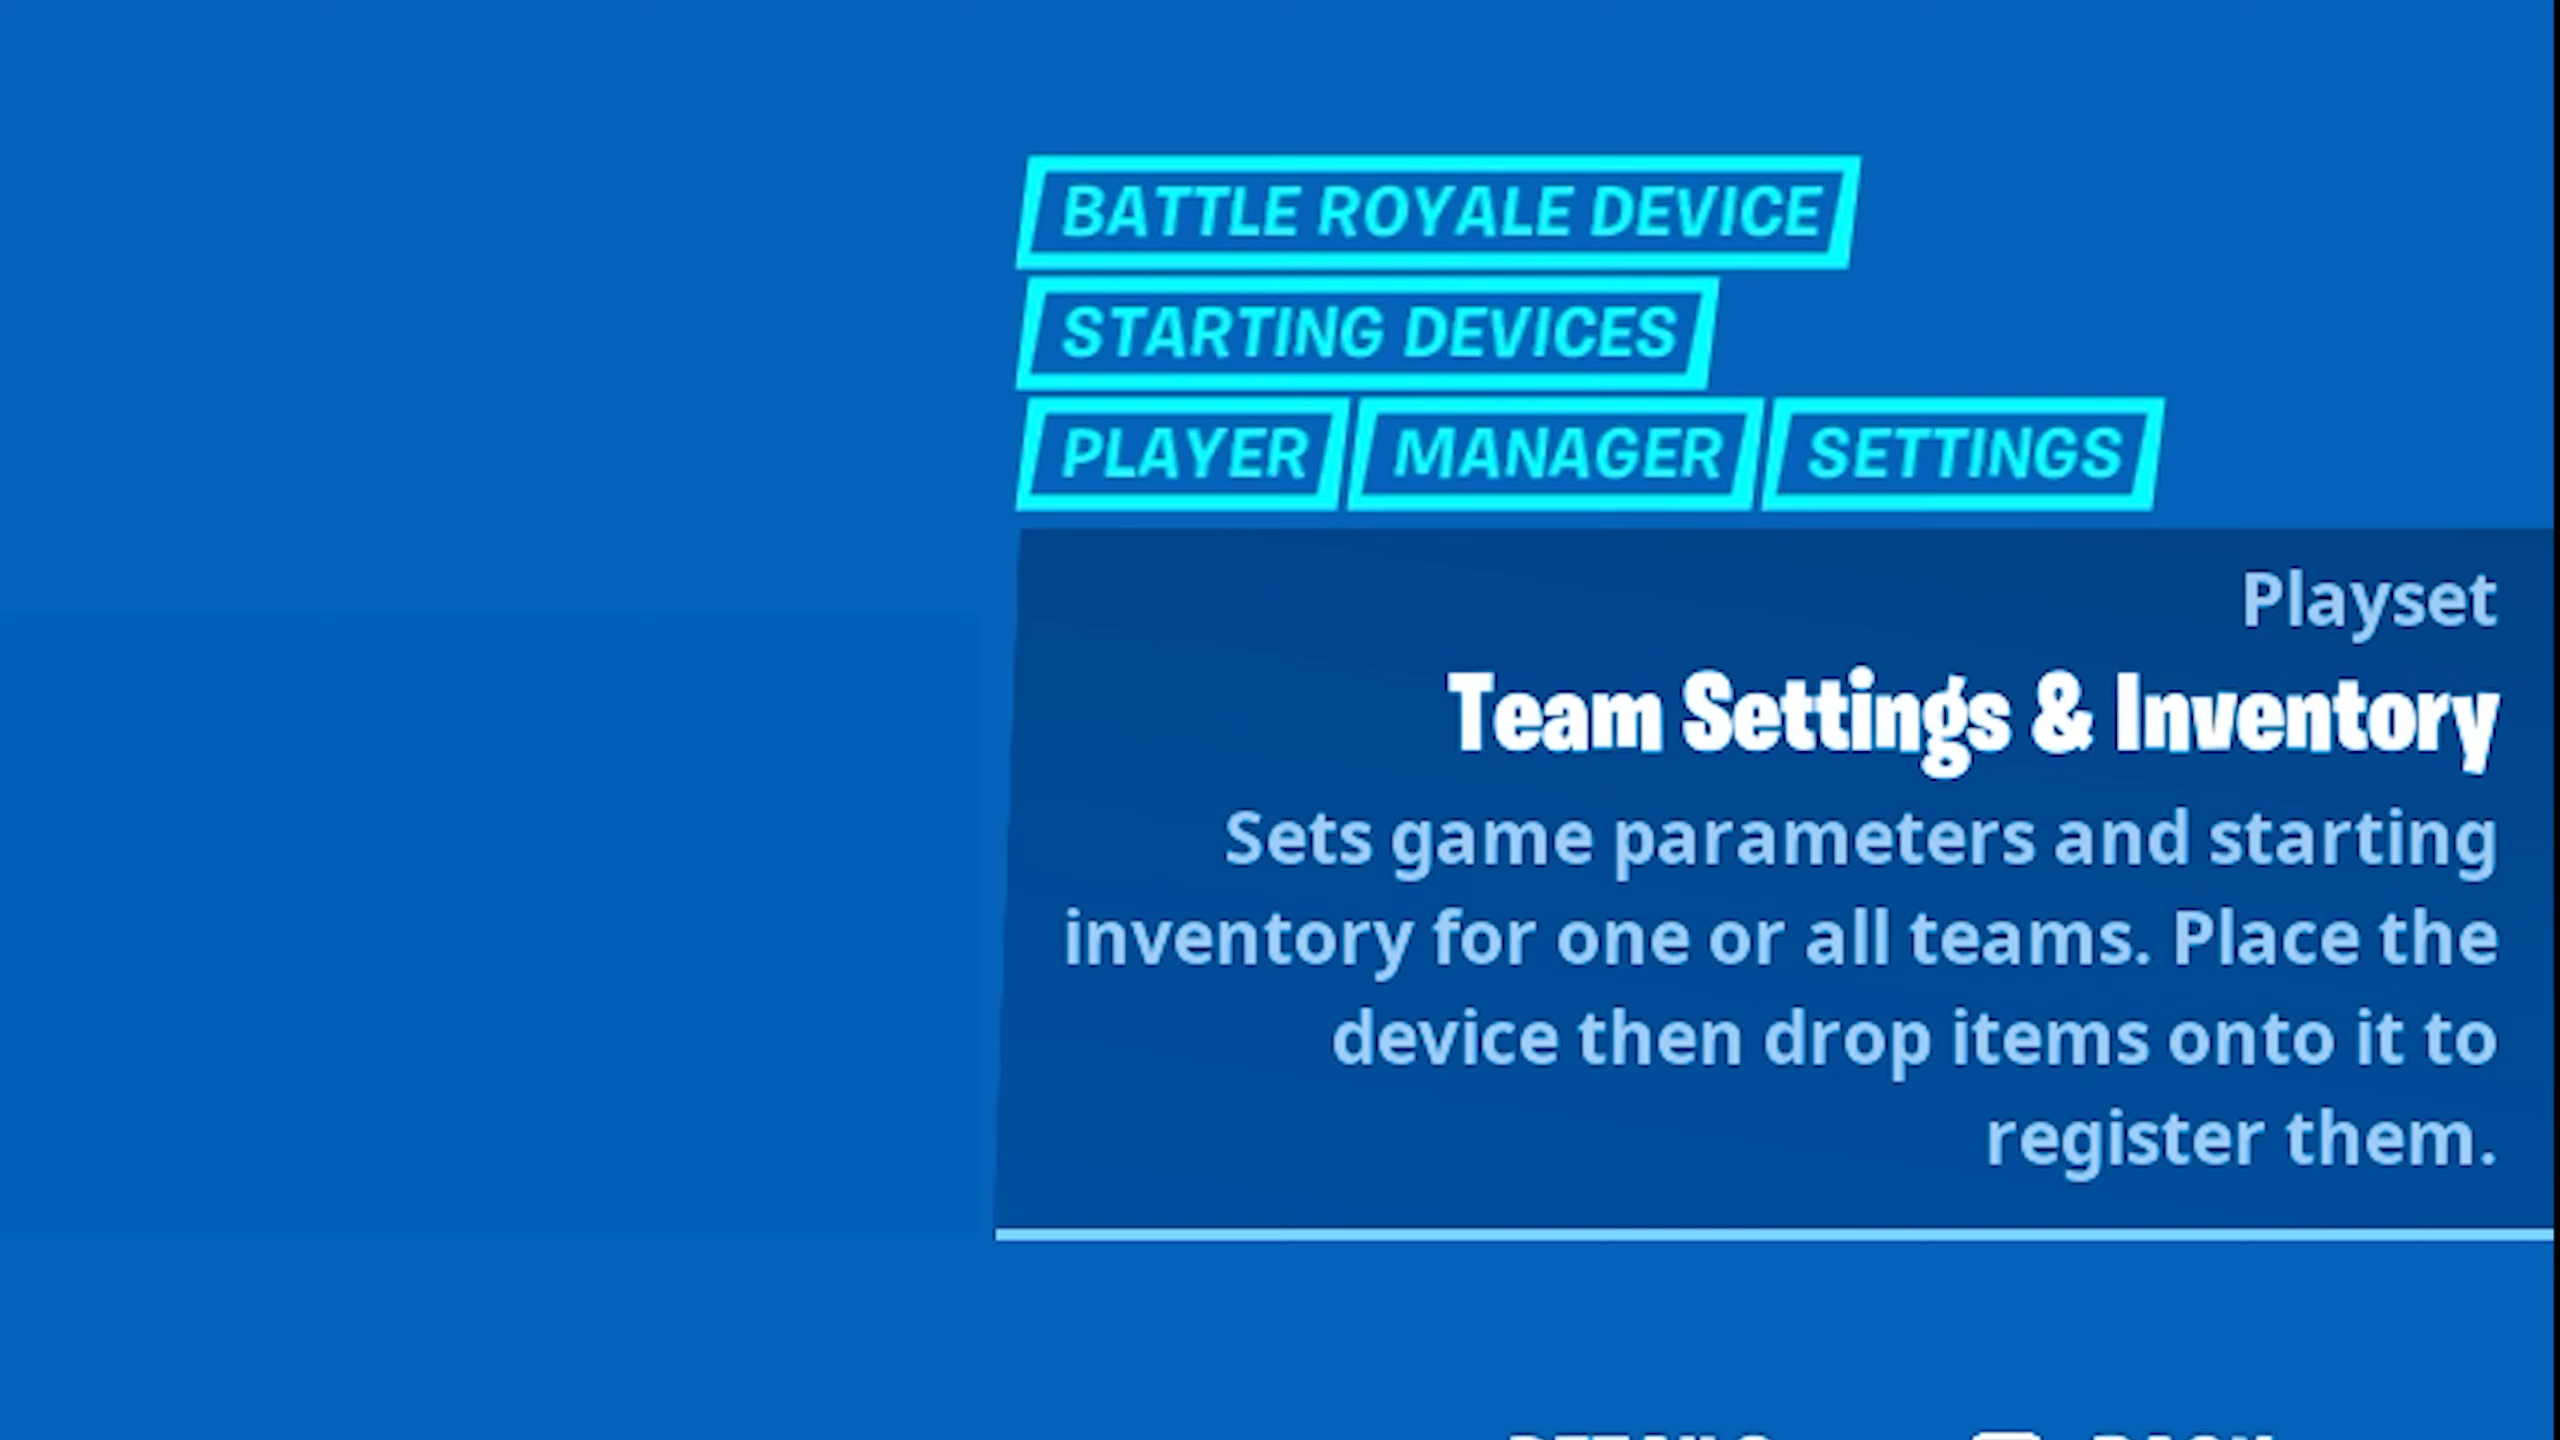 BATTLE ROYALE DEVICE
STARTING DEVICES
PLAYER MANAGER SETTINGS
Playset
Team Settings & Inventory
Sets game parameters and starting
inventory for one or all teams. Place the
device then drop items onto it to
register them.